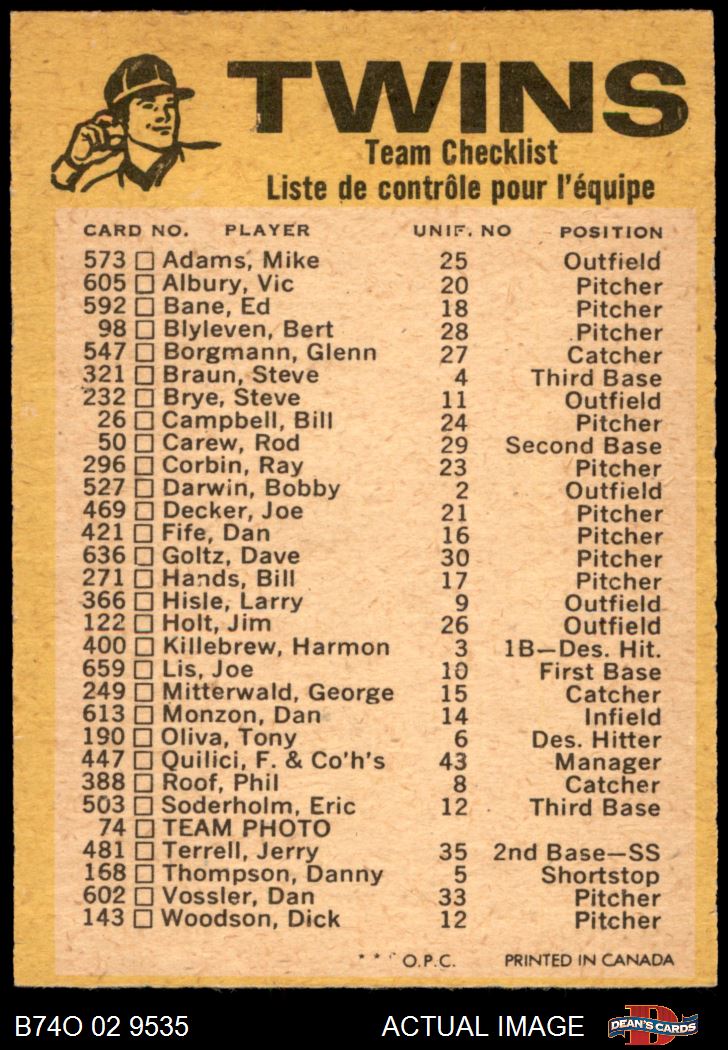 TWINS
Team Checklist
Liste de contrôle pour l'équipe
CARD NO. PLAYER UNIF. NO POSITION
573 Adams, Mike 25 Outfield
605 Albury, Vic 20 Pitcher
592 Bane, Ed 18 Pitcher
98 Blyleven, Bert 28 Pitcher
547 Borgmann, Glenn 27 Catcher
321 Braun, Steve 4 Third Base
232 Brye, Steve 11 Outfield
26 Campbell, Bill 24 Pitcher
50 Carew, Rod 29 Second Base
296 Corbin, Ray 23 Pitcher
527 Darwin, Bobby 2 Outfield
469 Decker, Joe 21 Pitcher
421 Fife, Dan 16 Pitcher
636 Goltz, Dave 30 Pitcher
271 Hands, Bill 17 Pitcher
366 Hisle, Larry 9 Outfield
122 Holt, Jim 26 Outfield
400 Killebrew, Harmon 3 1B—Des. Hit.
659 Lis, Joe 10 First Base
249 Mitterwald, George 15 Catcher
613 Monzon, Dan 14 Infield
190 Oliva, Tony 6 Des. Hitter
447 Quilici, F. & Co'h's 43 Manager
388 Roof, Phil 8 Catcher
503 Soderholm, Eric 12 Third Base
74 TEAM PHOTO
481 Terrell, Jerry 35 2nd Base—SS
168 Thompson, Danny 5 Shortstop
602 Vossler, Dan 33 Pitcher
143 Woodson, Dick 12 Pitcher
* * * O.P.C. PRINTED IN CANADA
B74O 02 9535 ACTUAL IMAGE D DEAN'S CARDS